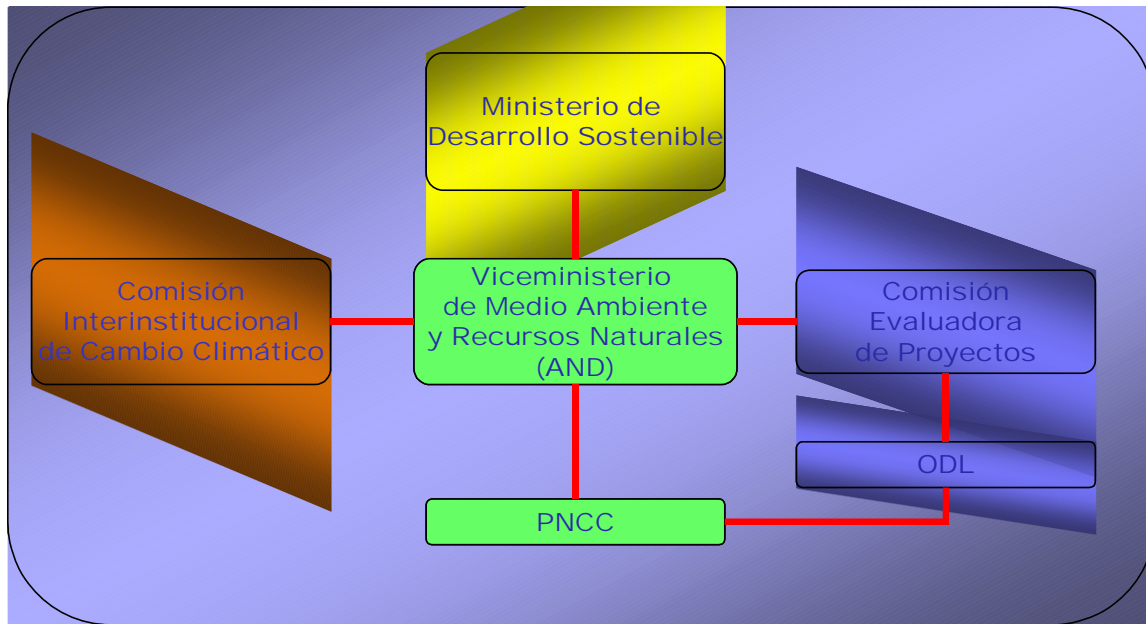 Ministerio de
Desarrollo Sostenible
Comisión
Interinstitucional
de Cambio Climático
Viceministerio
de Medio Ambiente
y Recursos Naturales
(AND)
Comisión
Evaluadora
de Proyectos
ODL
PNCC